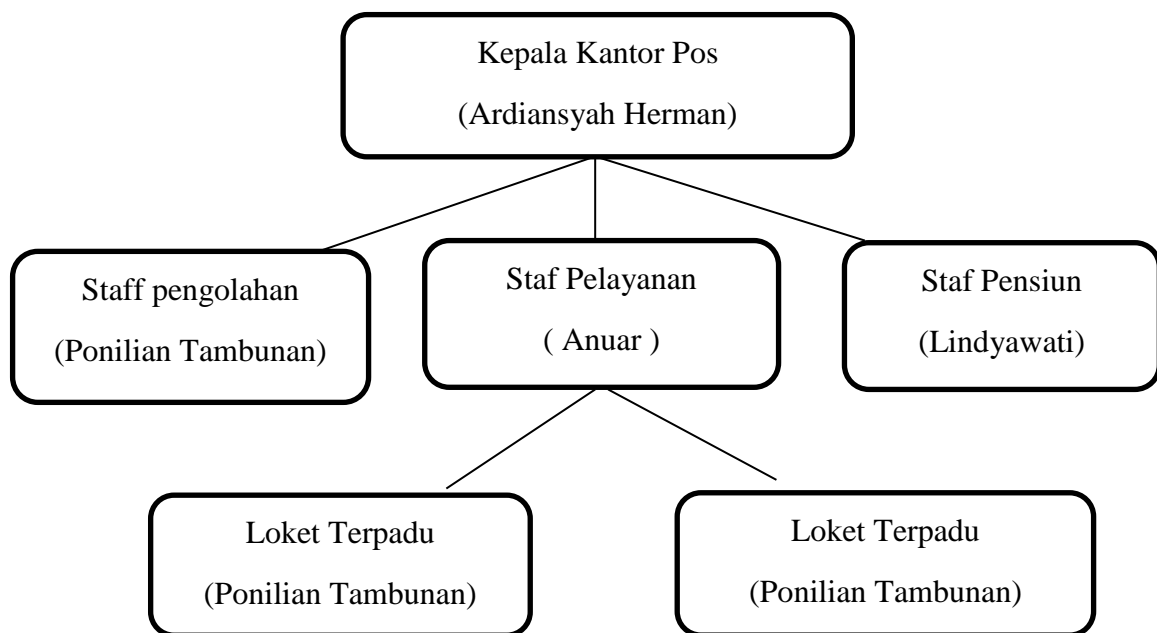 Kepala Kantor Pos
(Ardiansyah Herman)
Staff pengolahan
(Ponilian Tambunan)
Staf Pelayanan
( Anuar )
Staf Pensiun
(Lindyawati)
Loket Terpadu
(Ponilian Tambunan)
Loket Terpadu
(Ponilian Tambunan)